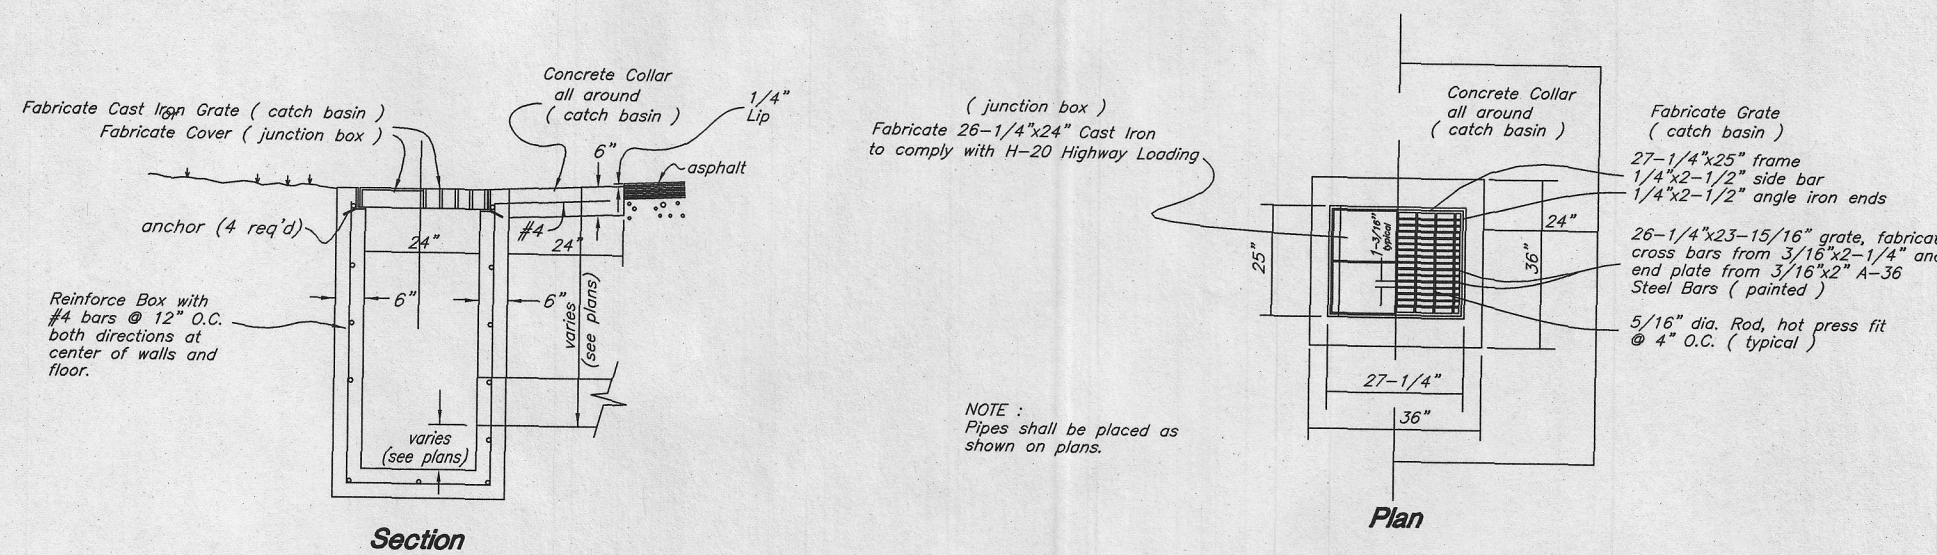 Fabricate Cast Iron Grate ( catch basin )
or
Fabricate Cover ( junction box )
Concrete Collar
all around
( catch basin )
1/4"
Lip
6"
asphalt
anchor (4 req'd)
24"
#4
24"
Reinforce Box with
#4 bars @ 12" O.C.
both directions at
center of walls and
floor.
6"
6"
varies
(see plans)
varies
(see plans)
Section
( junction box )
Fabricate 26-1/4"x24" Cast Iron
to comply with H-20 Highway Loading
Concrete Collar
all around
( catch basin )
Fabricate Grate
( catch basin )
27-1/4"x25" frame
1/4"x2-1/2" side bar
1/4"x2-1/2" angle iron ends
24"
36"
25"
1-3/16"
typical
26-1/4"x23-15/16" grate, fabricat
cross bars from 3/16"x2-1/4" and
end plate from 3/16"x2" A-36
Steel Bars ( painted )
5/16" dia. Rod, hot press fit
@ 4" O.C. ( typical )
27-1/4"
36"
NOTE :
Pipes shall be placed as
shown on plans.
Plan